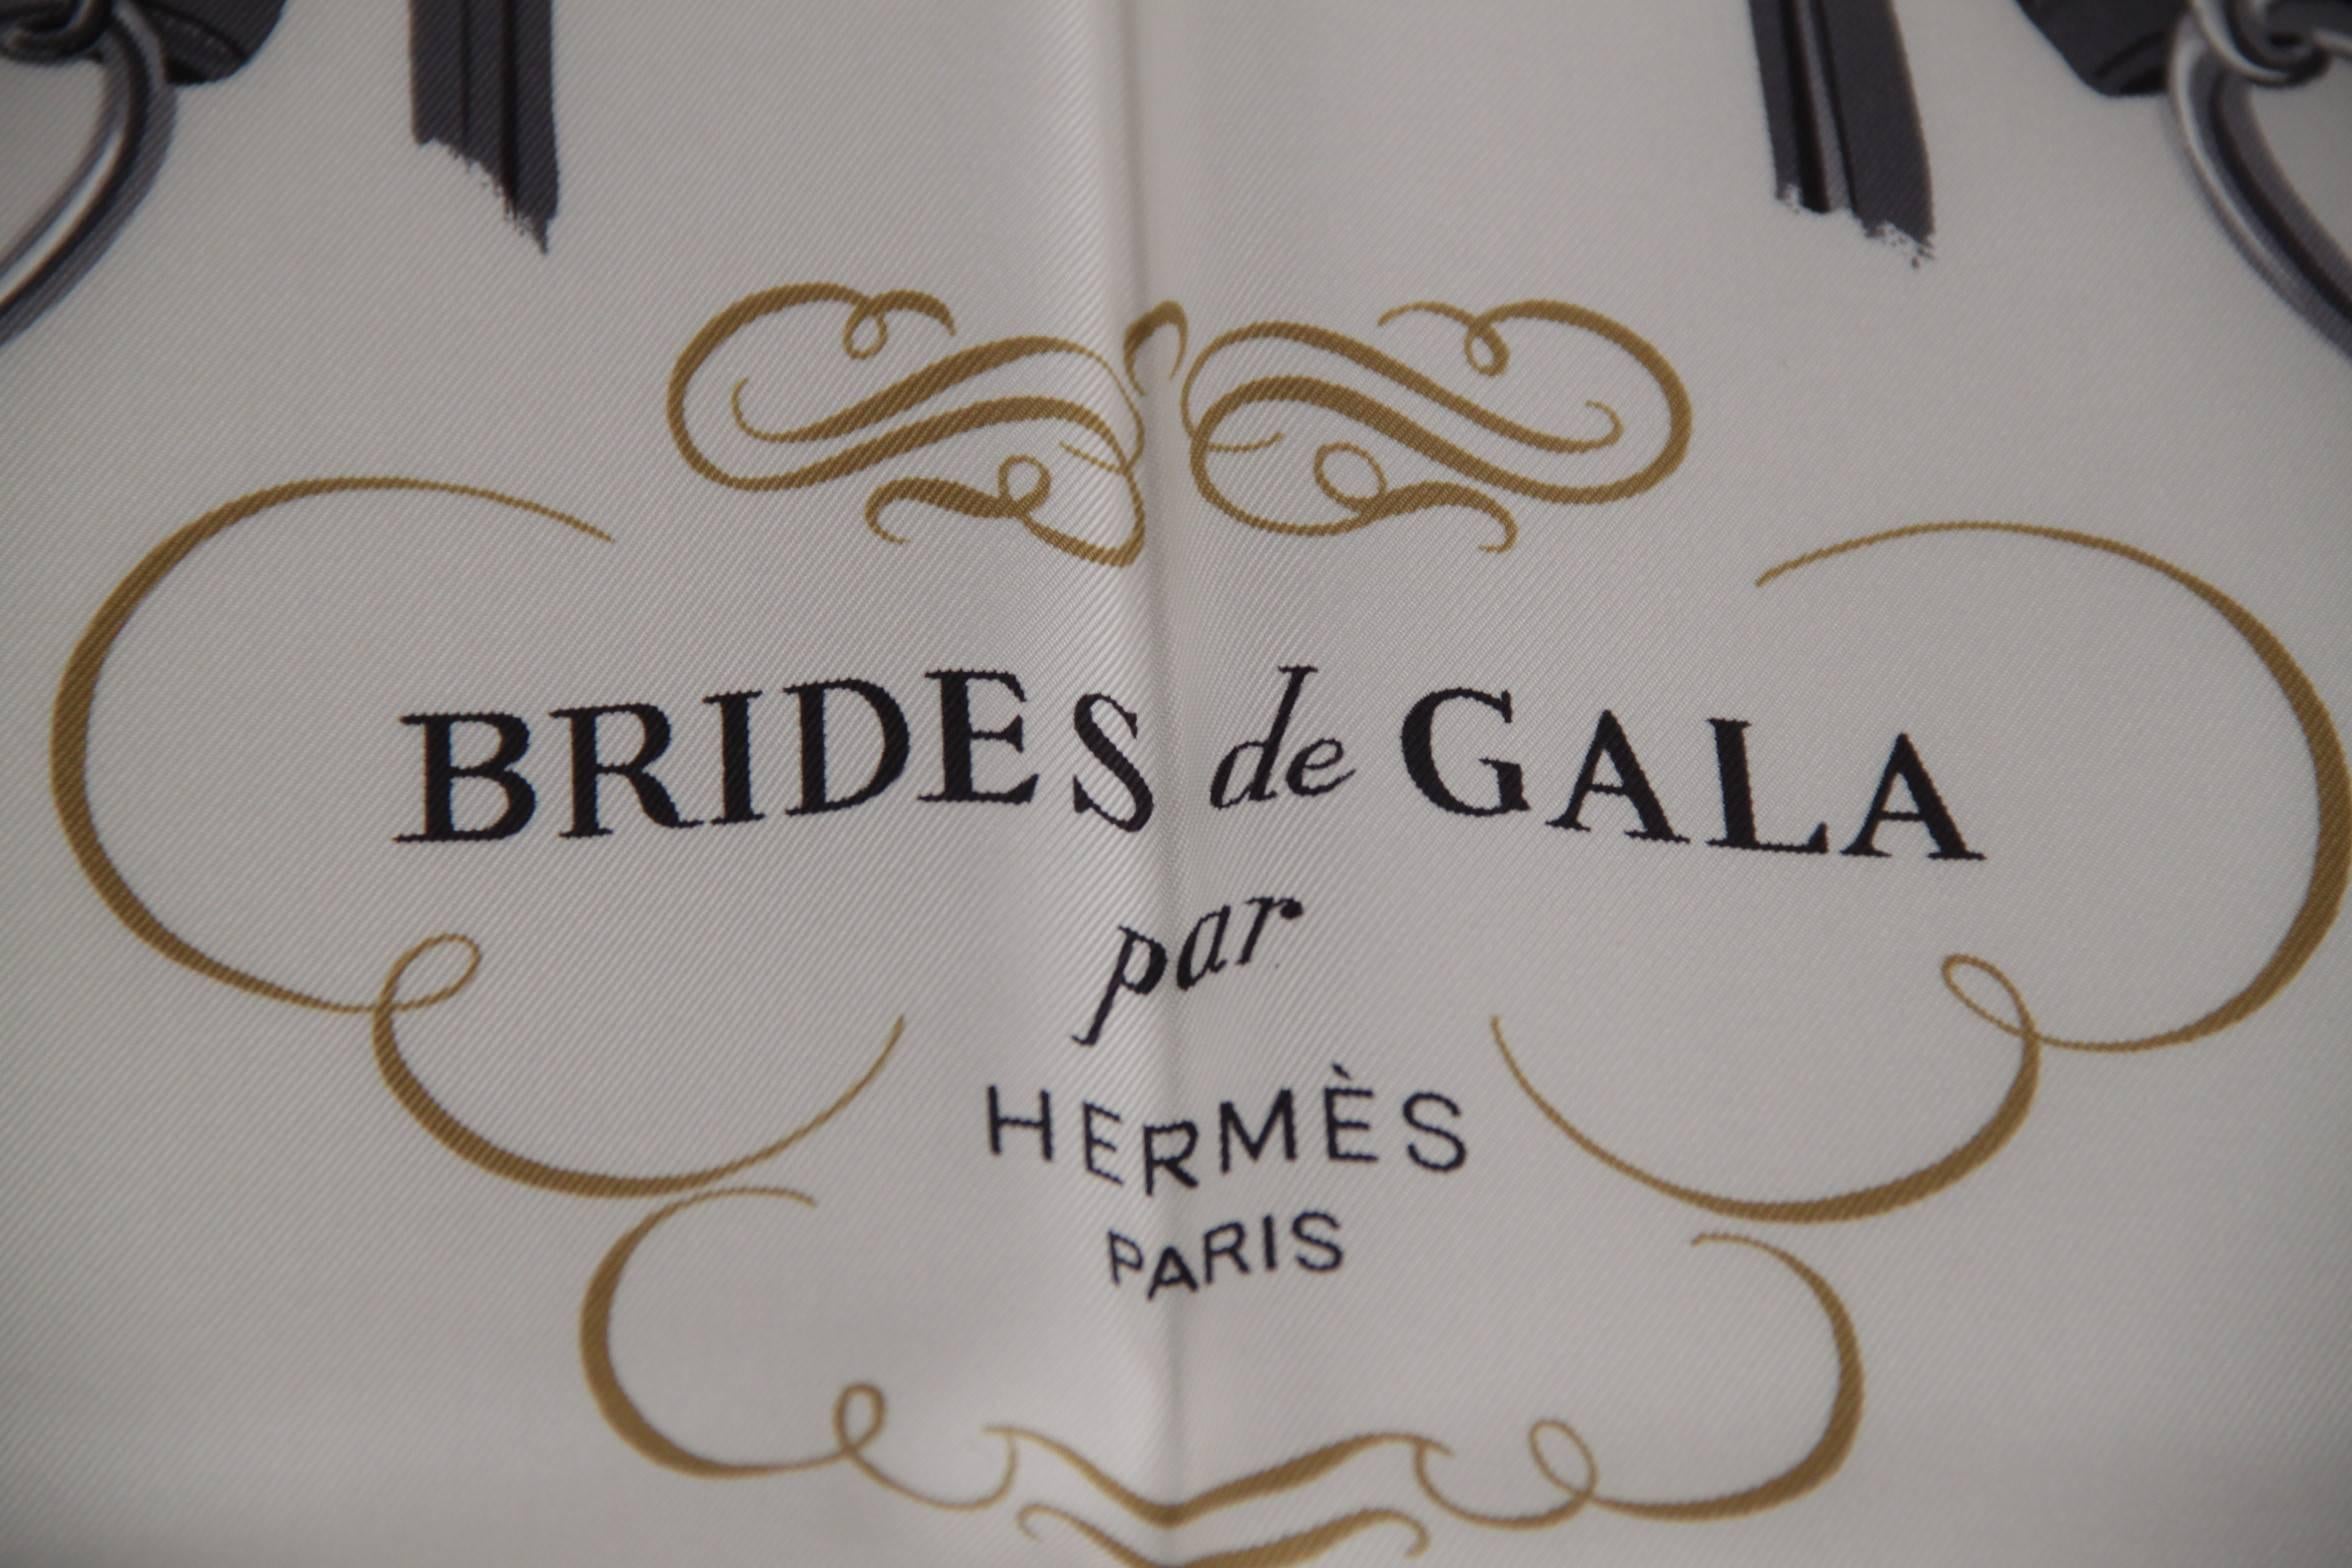 BRIDES de GALA
par
HERMÈS
PARIS